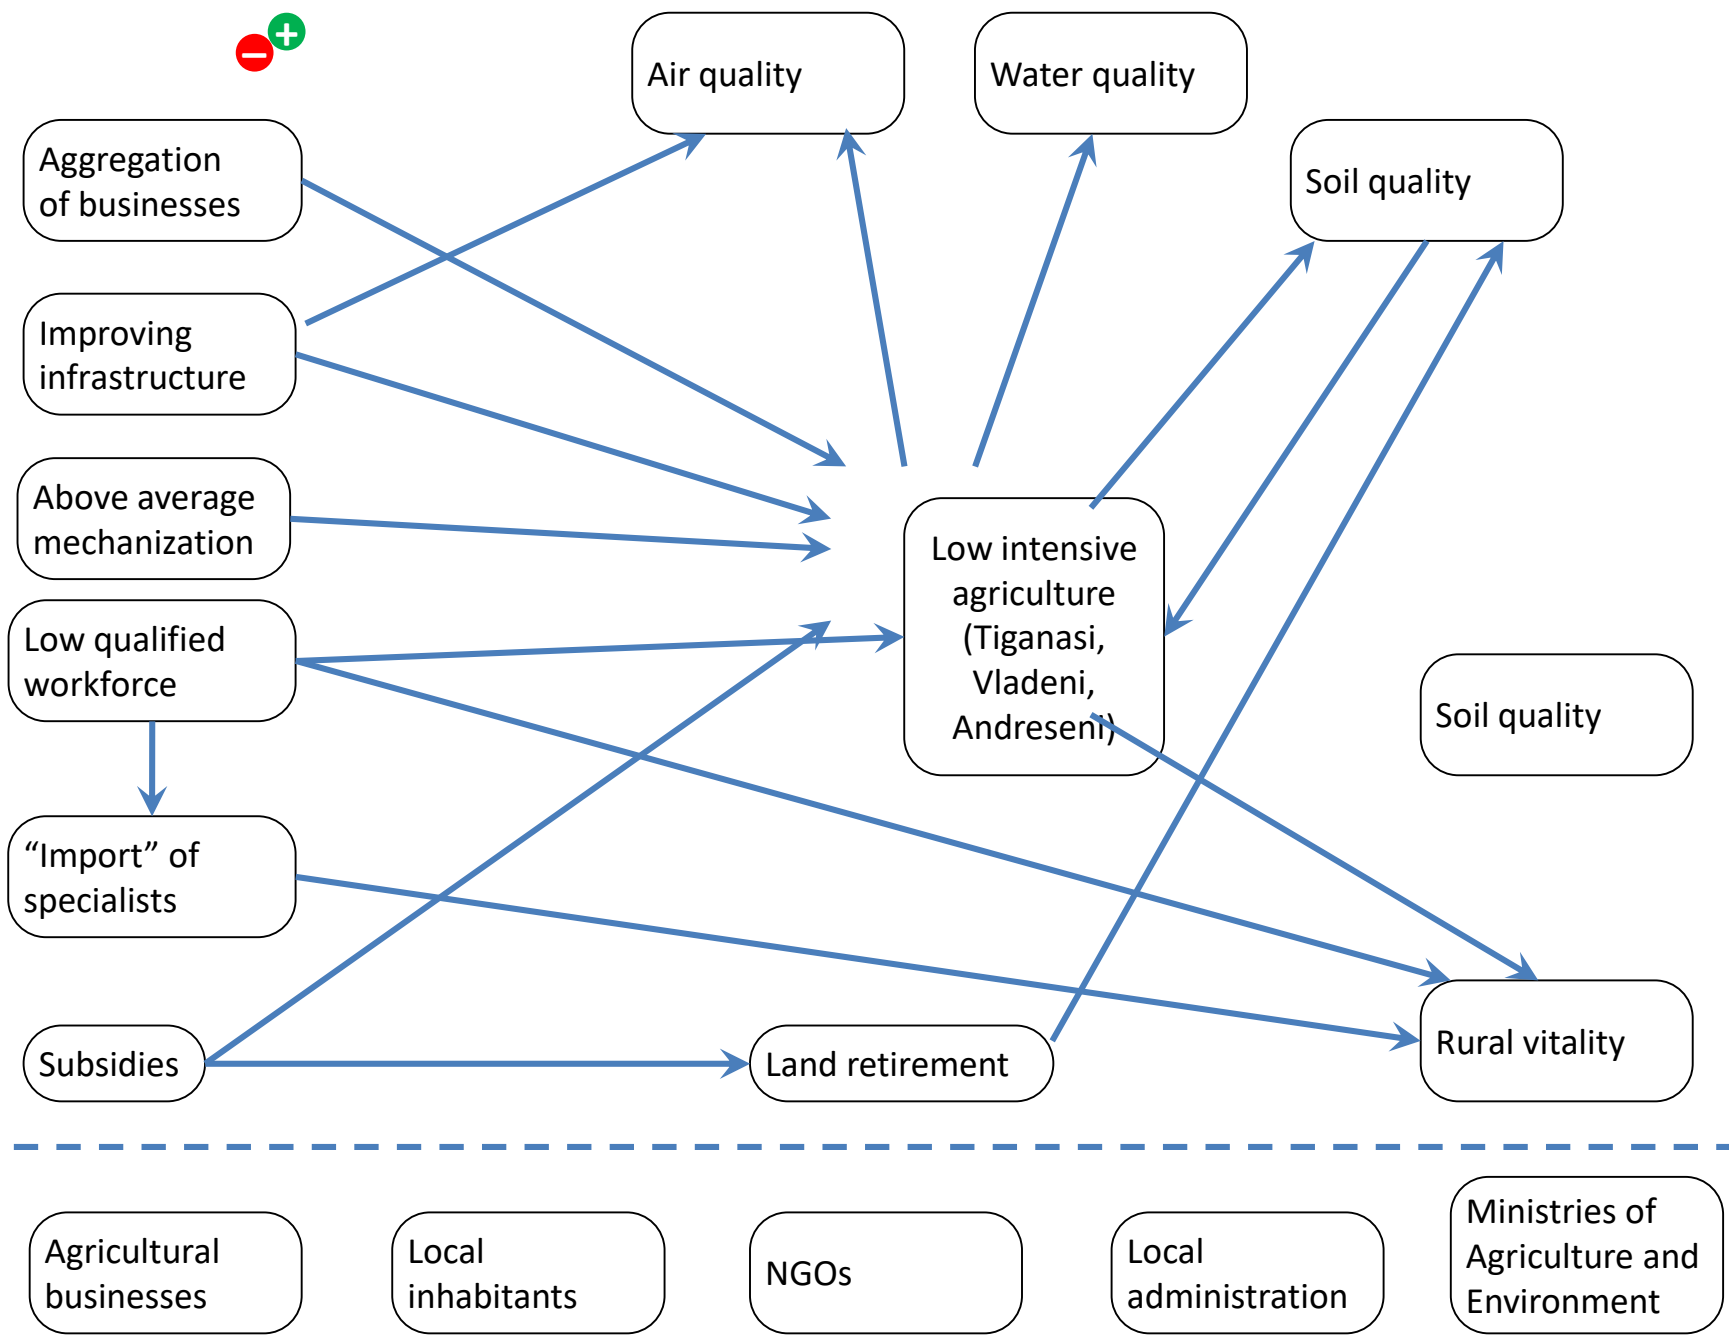 Air quality
Water quality
Aggregation
of businesses
Soil quality
Improving
infrastructure
Above average
mechanization
Low intensive
agriculture
(Tiganasi,
Vladeni,
Andreseni)
Low qualified
workforce
Soil quality
“Import” of
specialists
Subsidies
Land retirement
Rural vitality
Agricultural
businesses
Local
inhabitants
NGOs
Local
administration
Ministries of
Agriculture and
Environment